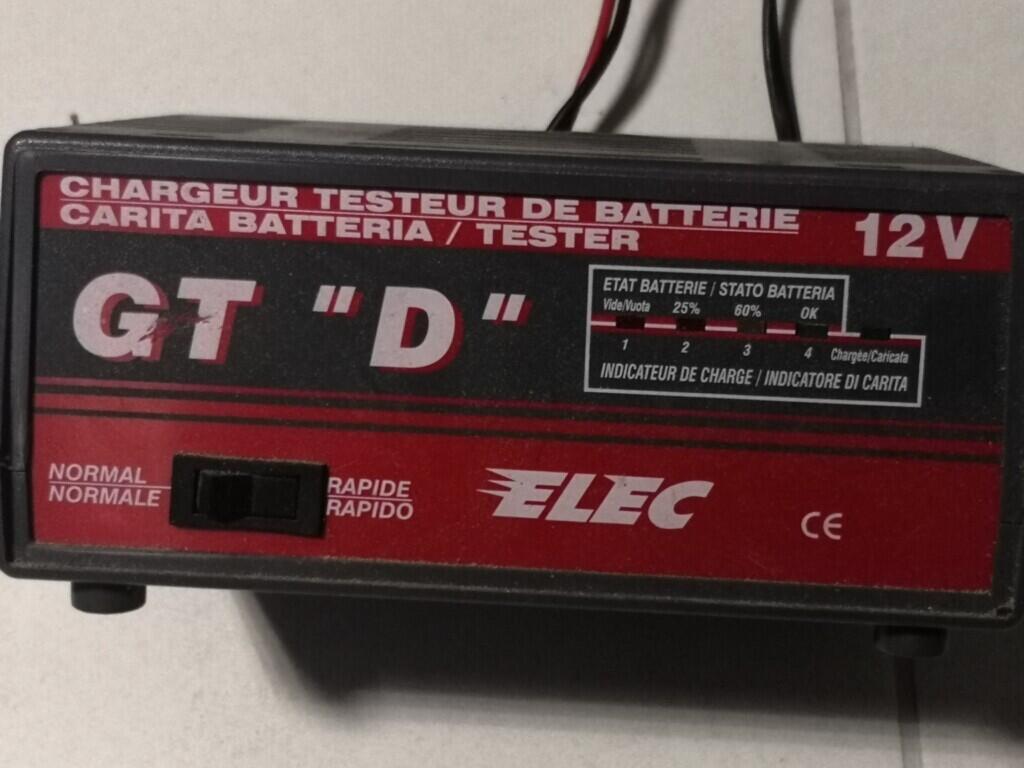 CHARGEUR TESTEUR DE BATTERIE
CARITA BATTERIA / TESTER
12 V
GT "D"
ETAT BATTERIE / STATO BATTERIA
Vide/Vuota 25% 60% OK
1 2 3 4 Chargée/Caricata
INDICATEUR DE CHARGE / INDICATORE DI CARITA
NORMAL
NORMALE
RAPIDE
RAPIDO
ELEC
CE